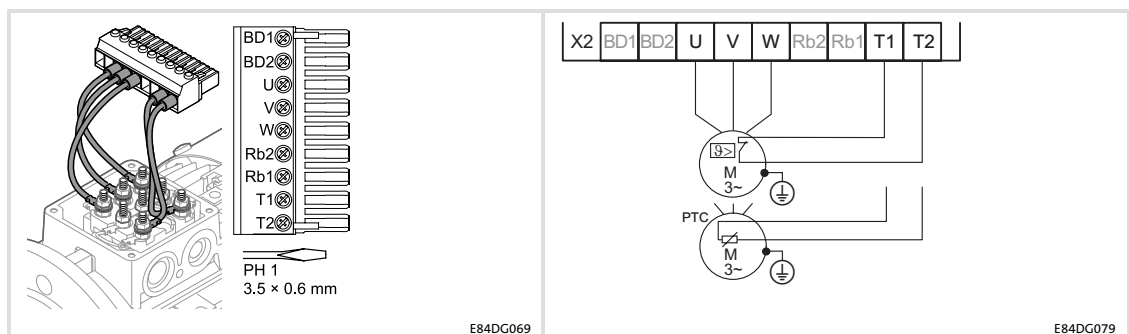 BD1
BD2
U
V
W
Rb2
Rb1
T1
T2
PH 1
3.5 × 0.6 mm
E84DG069
X2 BD1 BD2 U V W Rb2 Rb1 T1 T2
ϑ>
M
3~
PTC
M
3~
E84DG079